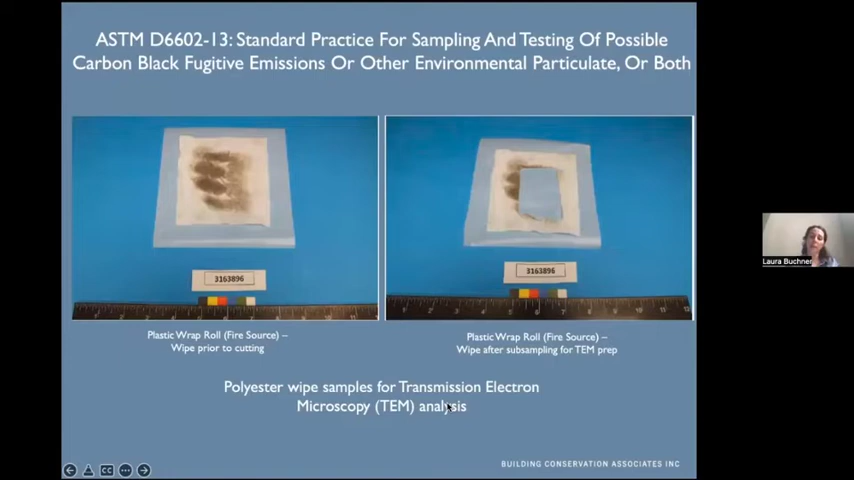 ASTM D6602-13: Standard Practice For Sampling And Testing Of Possible
Carbon Black Fugitive Emissions Or Other Environmental Particulate, Or Both
3163896
3163896
Plastic Wrap Roll (Fire Source) –
Wipe prior to cutting
Plastic Wrap Roll (Fire Source) –
Wipe after subsampling for TEM prep
Polyester wipe samples for Transmission Electron
Microscopy (TEM) analysis
BUILDING CONSERVATION ASSOCIATES INC
CC
Laura Buchner